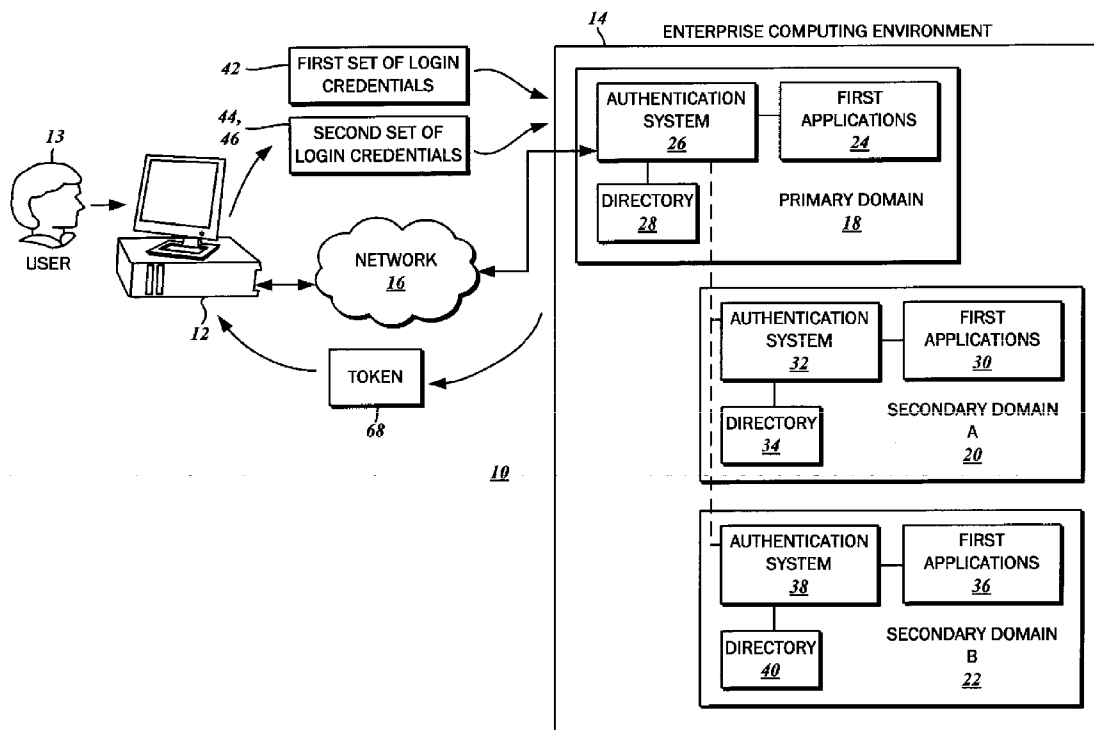 ENTERPRISE COMPUTING ENVIRONMENT
14
42
FIRST SET OF LOGIN
CREDENTIALS
44,
46
SECOND SET OF
LOGIN CREDENTIALS
13
USER
12
NETWORK
16
TOKEN
68
10
AUTHENTICATION
SYSTEM
26
FIRST
APPLICATIONS
24
DIRECTORY
28
PRIMARY DOMAIN
18
AUTHENTICATION
SYSTEM
32
FIRST
APPLICATIONS
30
DIRECTORY
34
SECONDARY DOMAIN
A
20
AUTHENTICATION
SYSTEM
38
FIRST
APPLICATIONS
36
DIRECTORY
40
SECONDARY DOMAIN
B
22